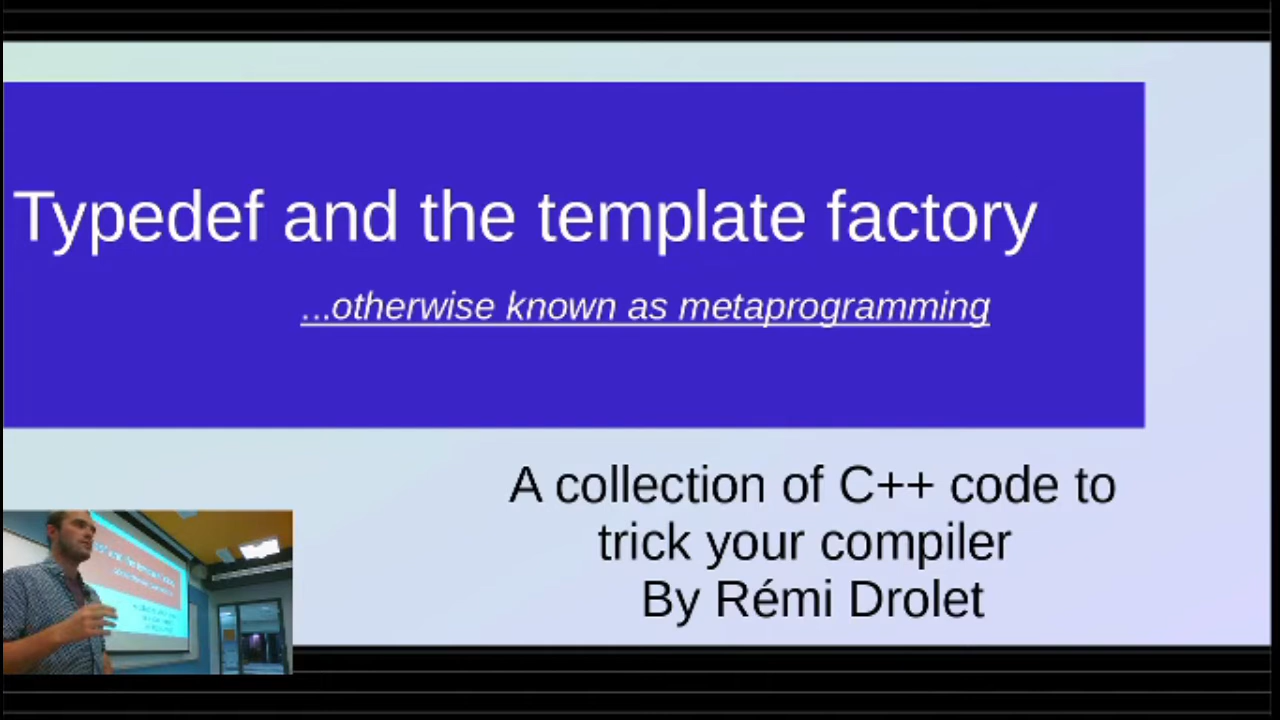 Typedef and the template factory
...otherwise known as metaprogramming
A collection of C++ code to
trick your compiler
By Rémi Drolet